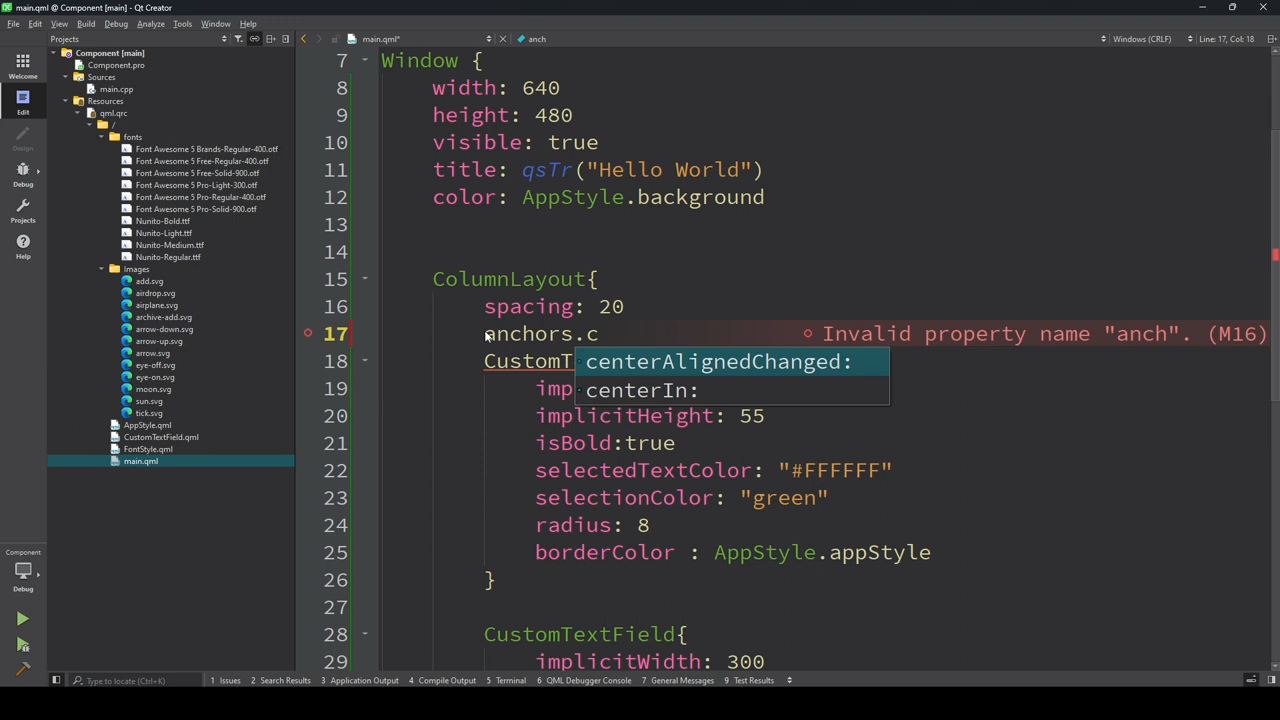 main.qml @ Component [main] - Qt Creator
File Edit View Build Debug Analyze Tools Window Help
Projects
main.qml*
anch
Windows (CRLF)
Line: 17, Col: 18
Welcome
Edit
Design
Debug
Projects
Help
Component
Debug
Component [main]
Component.pro
Sources
main.cpp
Resources
qml.qrc
/
fonts
Font Awesome 5 Brands-Regular-400.otf
Font Awesome 5 Free-Regular-400.otf
Font Awesome 5 Free-Solid-900.otf
Font Awesome 5 Pro-Light-300.otf
Font Awesome 5 Pro-Regular-400.otf
Font Awesome 5 Pro-Solid-900.otf
Nunito-Bold.ttf
Nunito-Light.ttf
Nunito-Medium.ttf
Nunito-Regular.ttf
Images
add.svg
airdrop.svg
airplane.svg
archive-add.svg
arrow-down.svg
arrow-up.svg
arrow.svg
eye-off.svg
eye-on.svg
moon.svg
sun.svg
tick.svg
AppStyle.qml
CustomTextField.qml
FontStyle.qml
main.qml
7 Window {
8 width: 640
9 height: 480
10 visible: true
11 title: qsTr("Hello World")
12 color: AppStyle.background
13
14
15 ColumnLayout{
16 spacing: 20
17 anchors.c Invalid property name "anch". (M16)
18 CustomT centerAlignedChanged:
19 imp centerIn:
20 implicitHeight: 55
21 isBold:true
22 selectedTextColor: "#FFFFFF"
23 selectionColor: "green"
24 radius: 8
25 borderColor : AppStyle.appStyle
26 }
27
28 CustomTextField{
29 implicitWidth: 300
Type to locate (Ctrl+K) 1 Issues 2 Search Results 3 Application Output 4 Compile Output 5 Terminal 6 QML Debugger Console 7 General Messages 9 Test Results